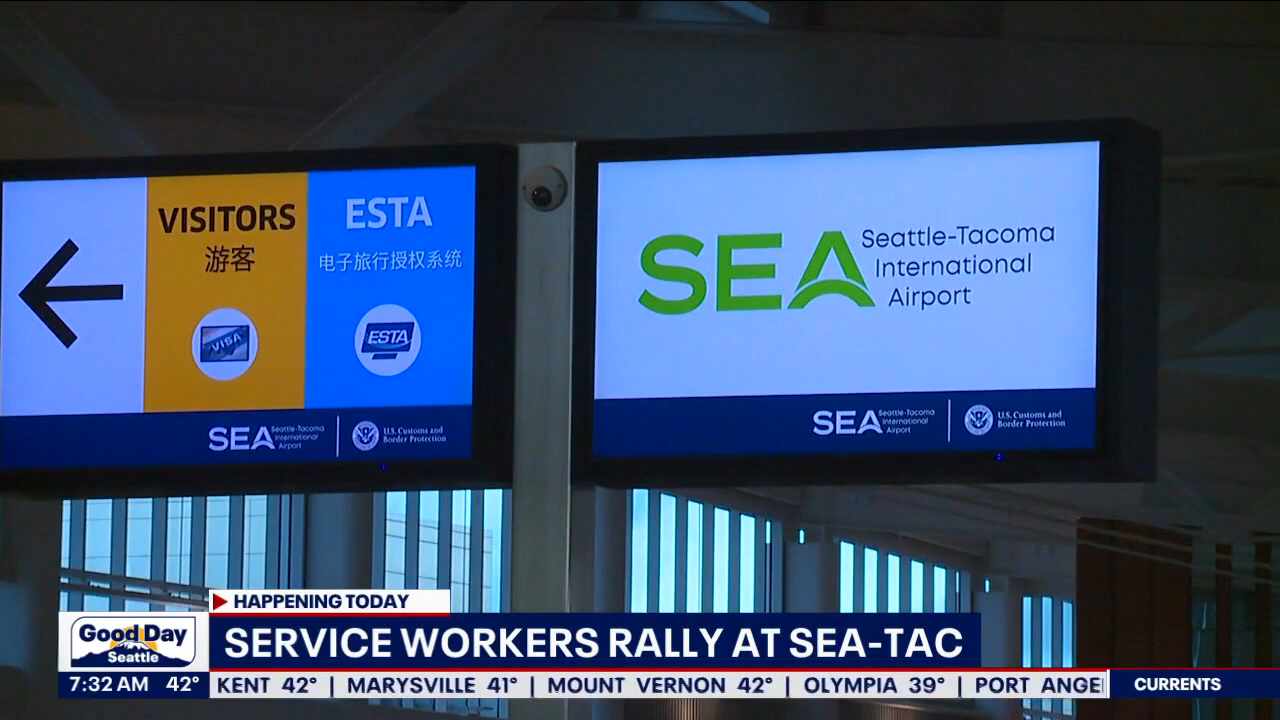 VISITORS
游客
VISA
ESTA
电子旅行授权系统
ESTA
SEA
Seattle-Tacoma
International
Airport
SEA
Seattle-Tacoma
International
Airport
U.S. Customs and
Border Protection
SEA
Seattle-Tacoma
International
Airport
U.S. Customs and
Border Protection
HAPPENING TODAY
Good Day
Seattle
SERVICE WORKERS RALLY AT SEA-TAC
7:32 AM 42°
KENT 42° | MARYSVILLE 41° | MOUNT VERNON 42° | OLYMPIA 39° | PORT ANGE
CURRENTS